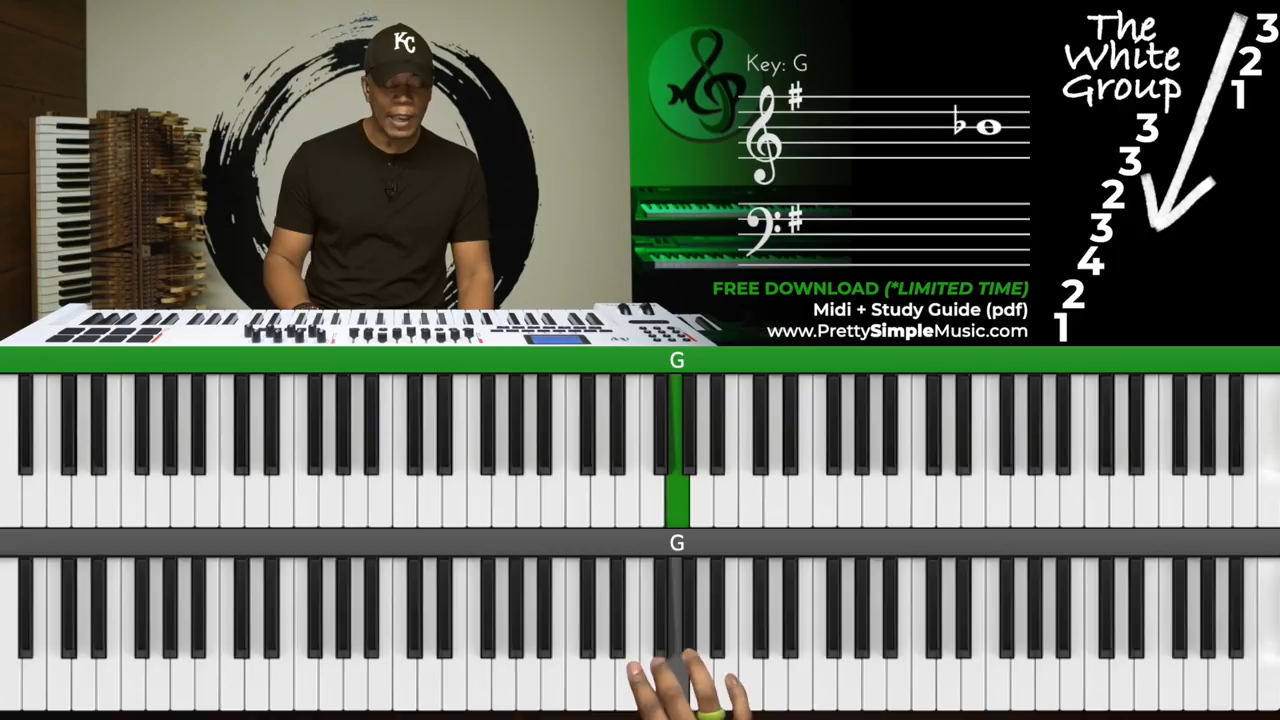 KC
Key: G
The
White
Group
3
2
1
3
3
2
3
4
2
1
FREE DOWNLOAD (*LIMITED TIME)
Midi + Study Guide (pdf)
www.PrettySimpleMusic.com
G
G